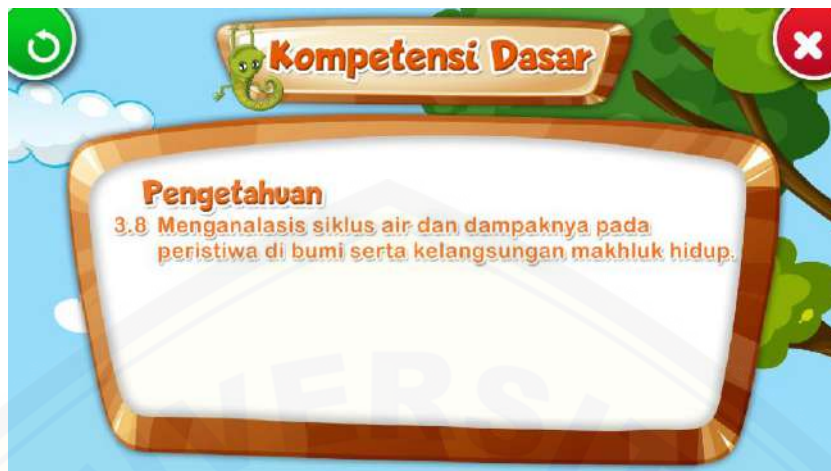 Kompetensi Dasar
Pengetahuan
3.8 Menganalasis siklus air dan dampaknya pada
peristiwa di bumi serta kelangsungan makhluk hidup.